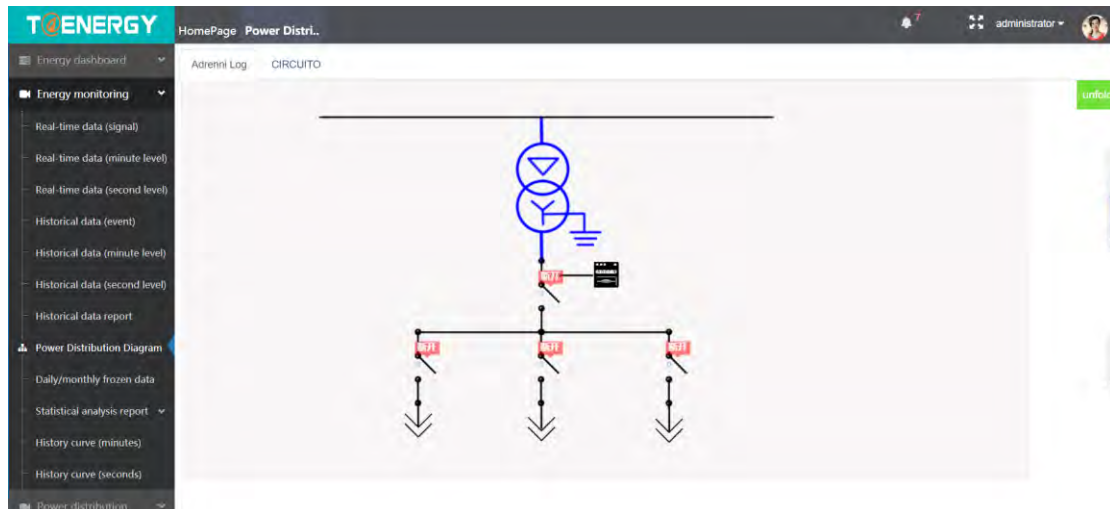 TOENERGY
HomePage Power Distri..
7
administrator
Energy dashboard
Adrenni Log
CIRCUITO
Energy monitoring
unfold
Real-time data (signal)
Real-time data (minute level)
Real-time data (second level)
Historical data (event)
Historical data (minute level)
Historical data (second level)
断开
Historical data report
Power Distribution Diagram
断开
断开
断开
Daily/monthly frozen data
Statistical analysis report
History curve (minutes)
History curve (seconds)
Power distribution